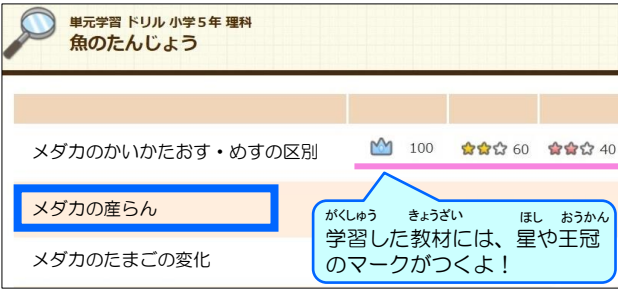 単元学習 ドリル 小学5年 理科
魚のたんじょう
メダカのかいかたおす・めすの区別 100 60 40
メダカの産らん
メダカのたまごの変化
がくしゅう きょうざい ほし おうかん
学習した教材には、星や王冠
のマークがつくよ！